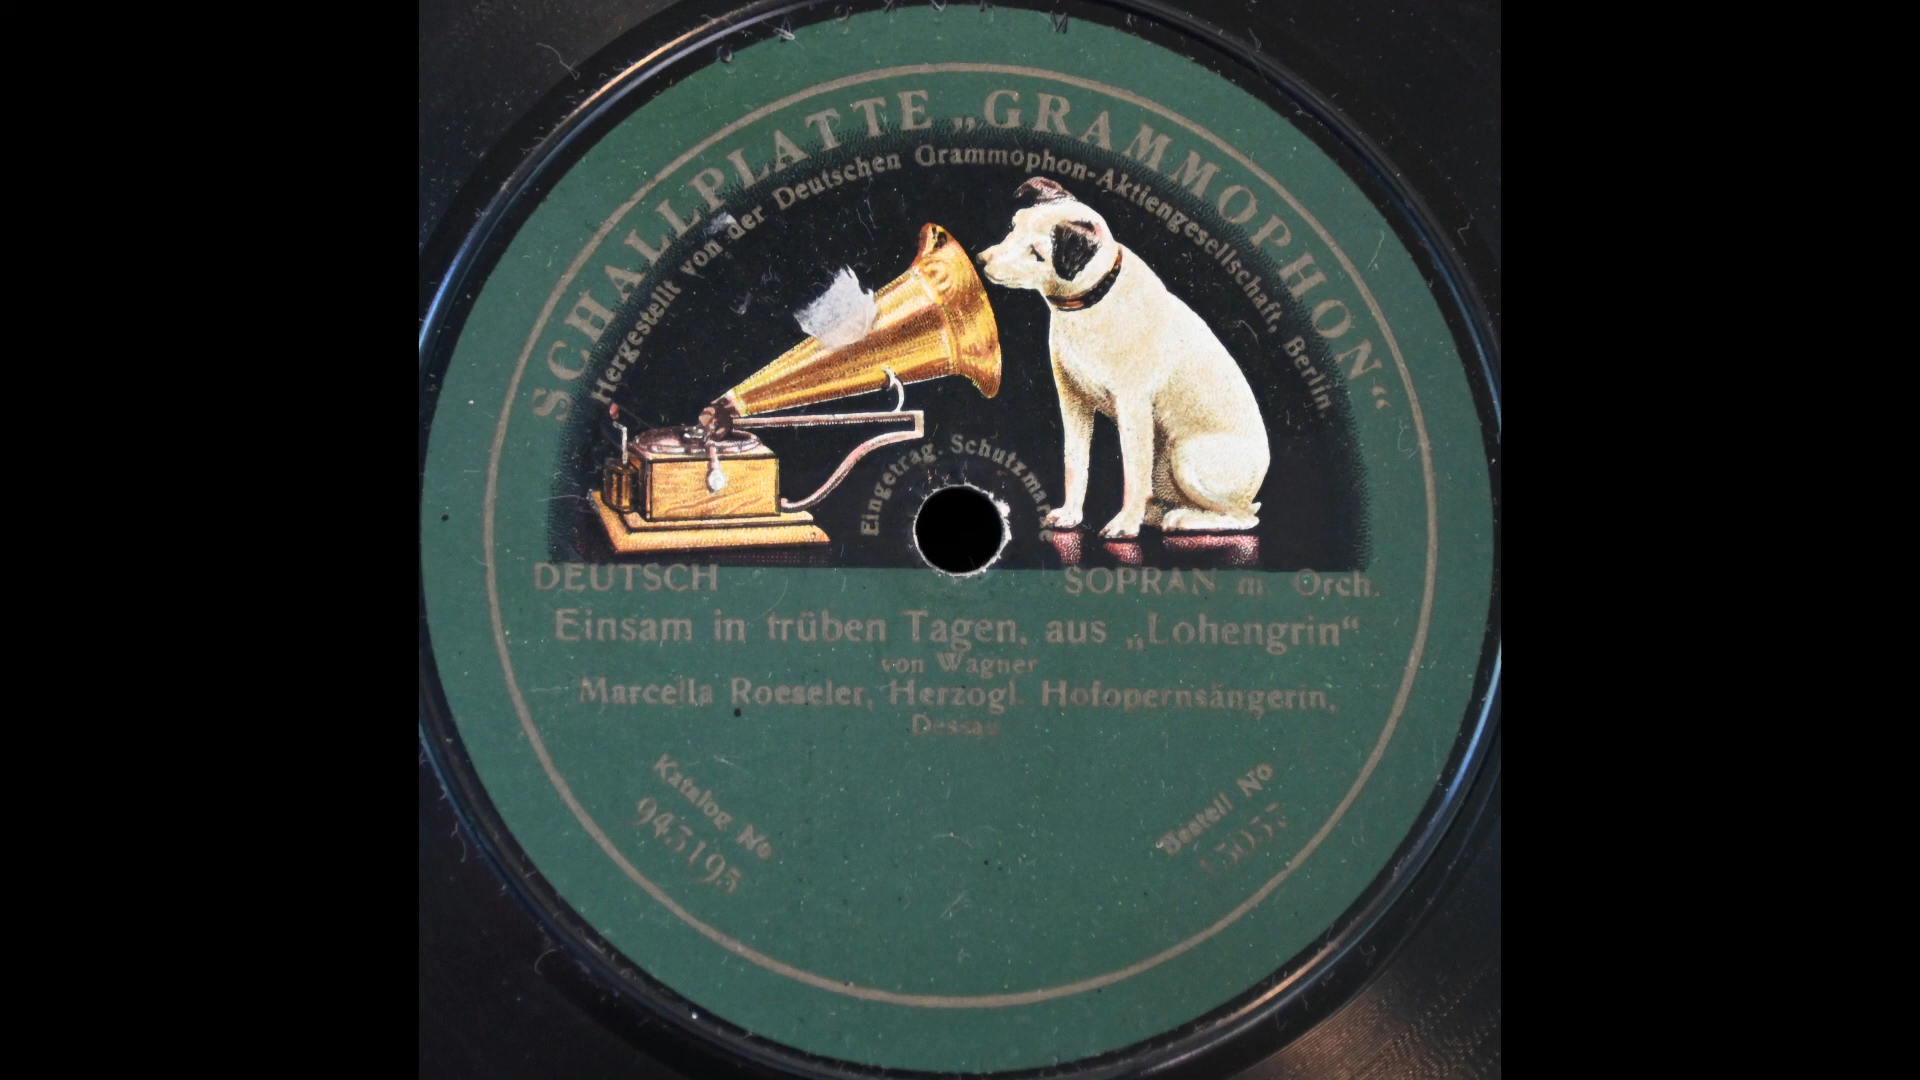 SCHALLPLATTE „GRAMMOPHON“
Hergestellt von der Deutschen Grammophon-Aktiengesellschaft, Berlin.
Eingetrag. Schutzmarke
DEUTSCH SOPRAN m. Orch.
Einsam in trüben Tagen, aus „Lohengrin“
von Wagner
Marcella Roeseler, Herzogl. Hofopernsängerin,
Dessau
Katalog No
943195
Bestell No